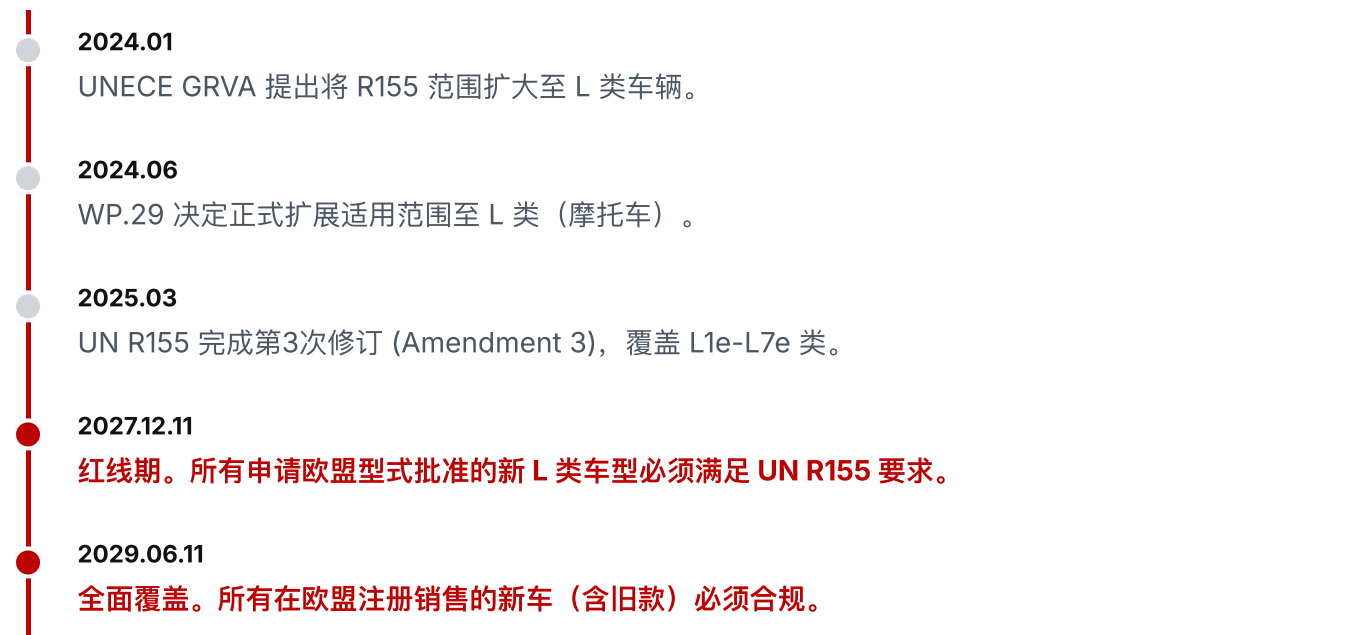 2024.01
UNECE GRVA 提出将 R155 范围扩大至 L 类车辆。
2024.06
WP.29 决定正式扩展适用范围至 L 类（摩托车）。
2025.03
UN R155 完成第3次修订 (Amendment 3)，覆盖 L1e-L7e 类。
2027.12.11
红线期。所有申请欧盟型式批准的新 L 类车型必须满足 UN R155 要求。
2029.06.11
全面覆盖。所有在欧盟注册销售的新车（含旧款）必须合规。